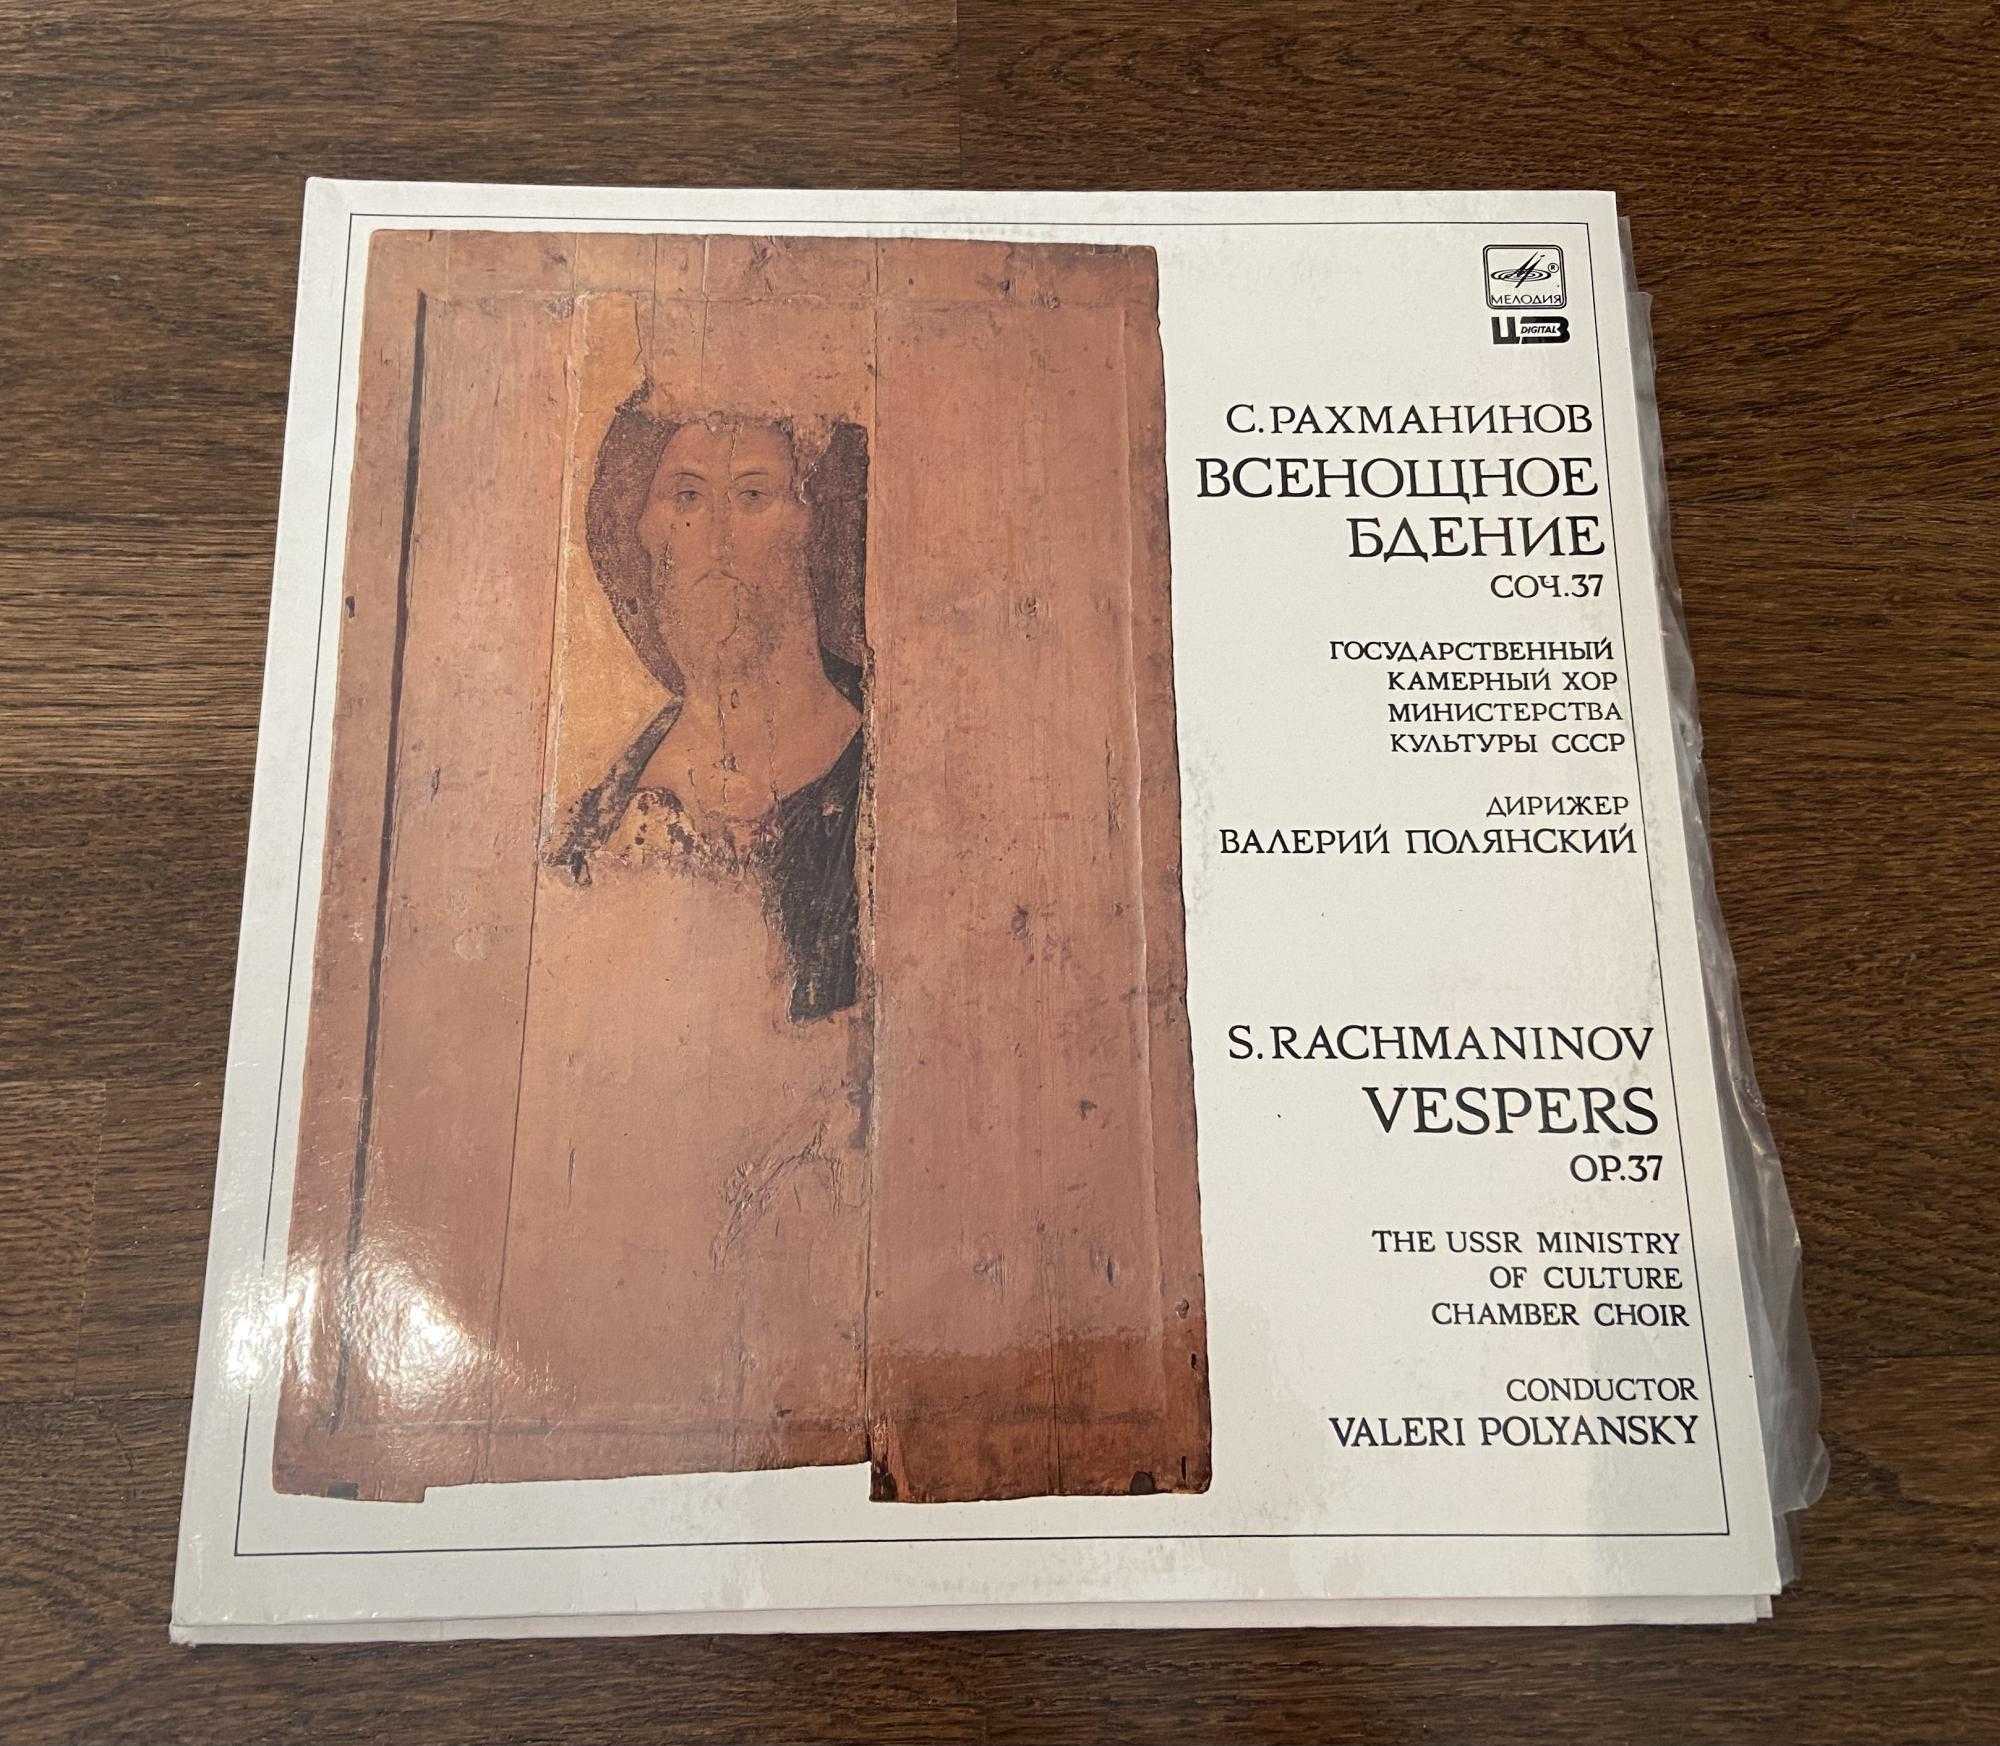 МЕЛОДИЯ
ЦЗ DIGITAL
С.РАХМАНИНОВ
ВСЕНОЩНОЕ
БДЕНИЕ
СОЧ.37
ГОСУДАРСТВЕННЫЙ
КАМЕРНЫЙ ХОР
МИНИСТЕРСТВА
КУЛЬТУРЫ СССР
ДИРИЖЕР
ВАЛЕРИЙ ПОЛЯНСКИЙ
S.RACHMANINOV
VESPERS
OP.37
THE USSR MINISTRY
OF CULTURE
CHAMBER CHOIR
CONDUCTOR
VALERI POLYANSKY